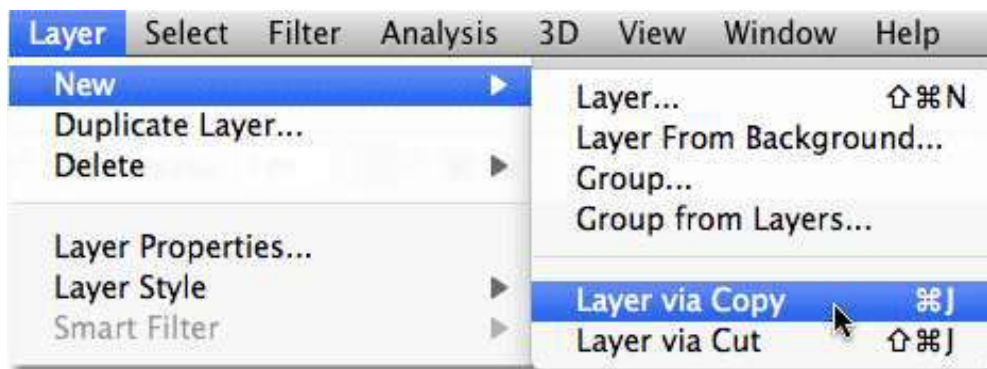 Layer Select Filter Analysis 3D View Window Help
New ▶
Duplicate Layer...
Delete ▶
Layer Properties...
Layer Style ▶
Smart Filter ▶
Layer... ⇧⌘N
Layer From Background...
Group...
Group from Layers...
Layer via Copy ⌘J
Layer via Cut ⇧⌘J